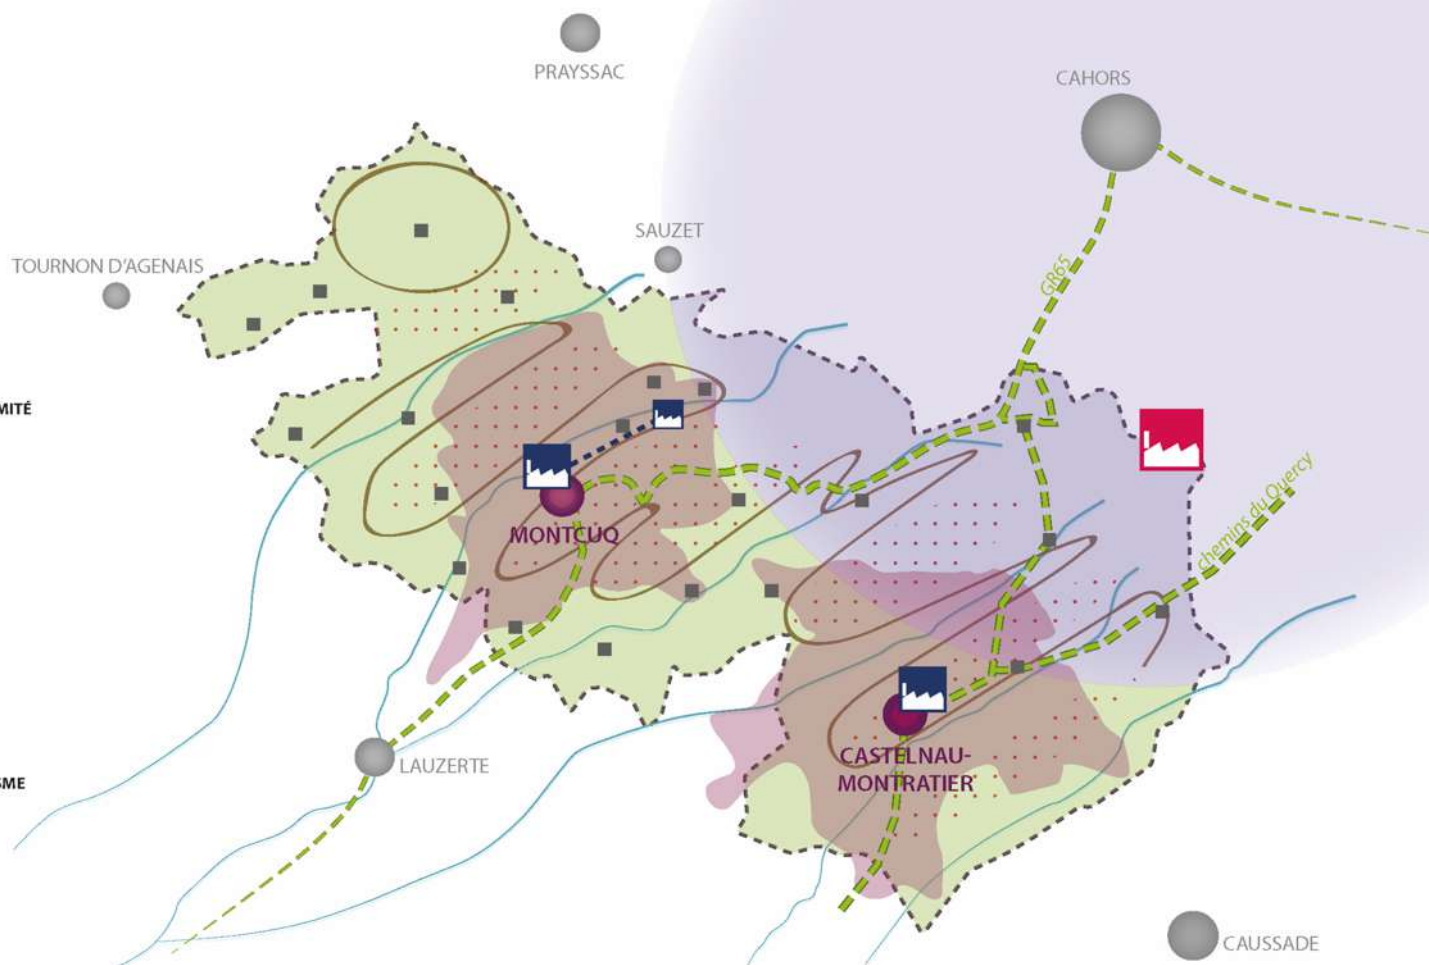 PRAYSSAC
CAHORS
SAUZET
TOURNON D'AGENAIS
GR65
MITÉ
chemins du Quercy
MONTCUQ
CASTELNAU-
MONTRATIER
LAUZERTE
SME
CAUSSADE